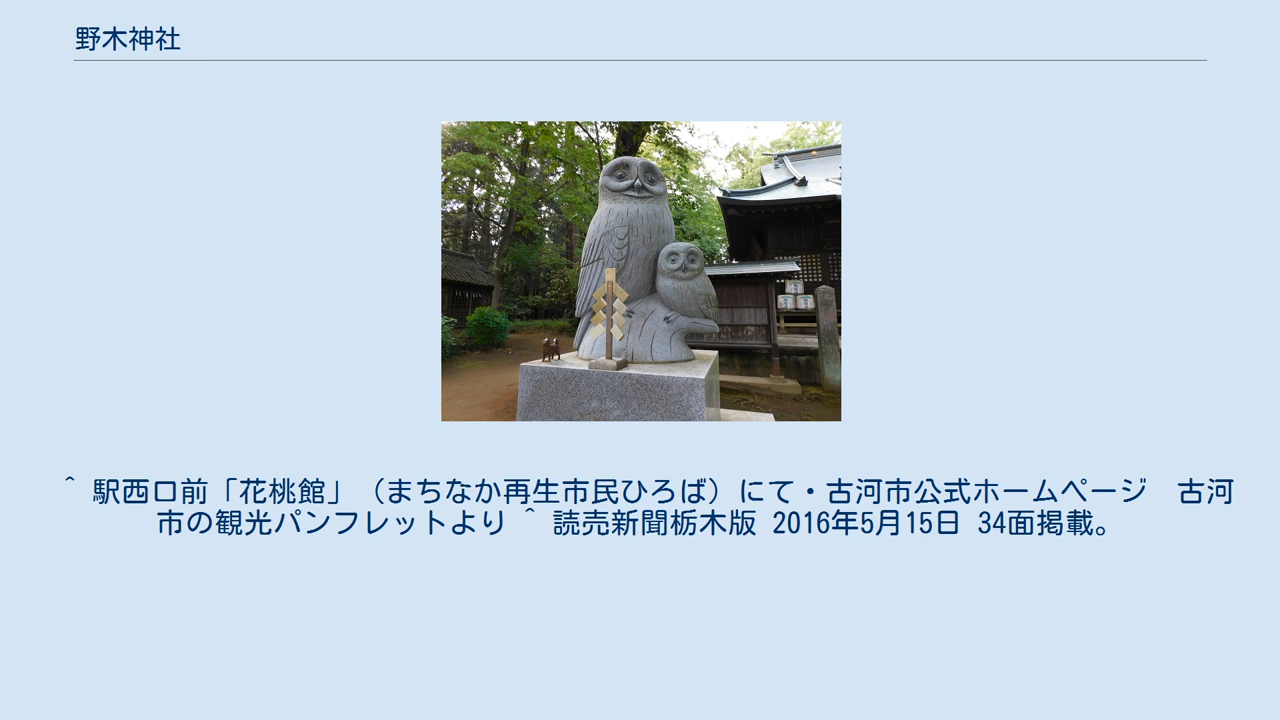 野木神社
^ 駅西口前「花桃館」（まちなか再生市民ひろば）にて・古河市公式ホームページ　古河
市の観光パンフレットより ^ 読売新聞栃木版 2016年5月15日 34面掲載。